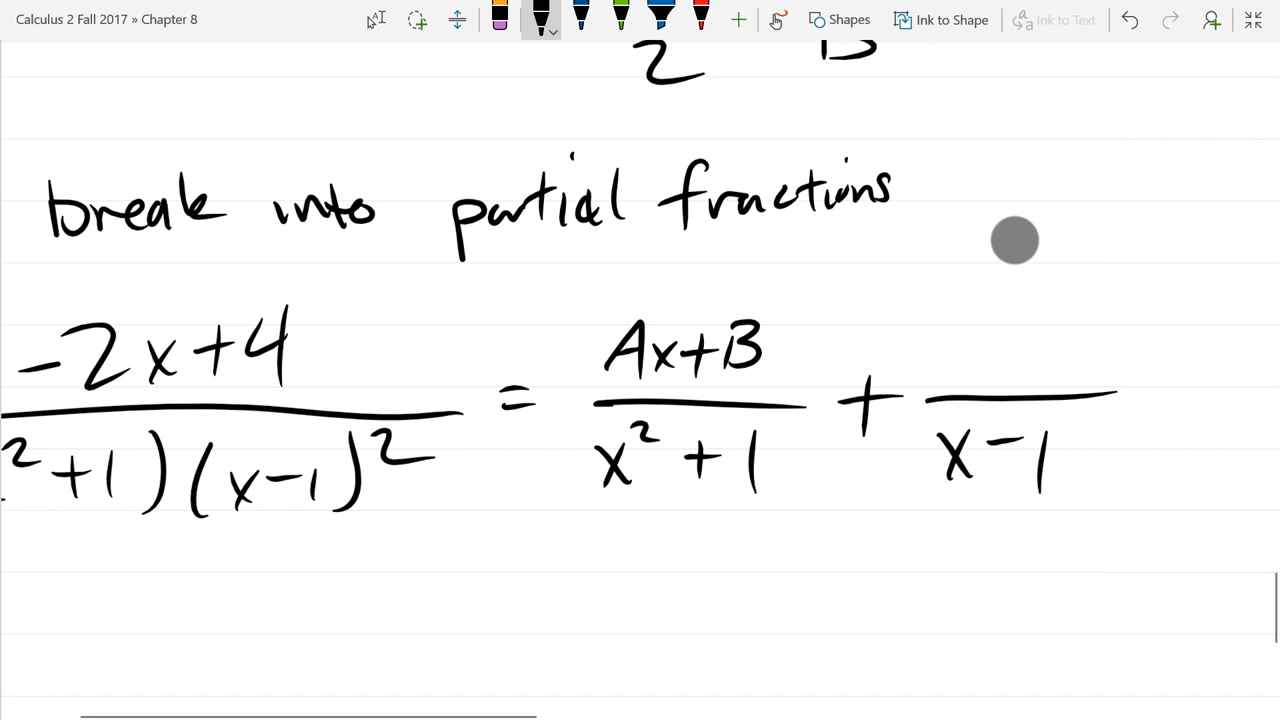 Calculus 2 Fall 2017 » Chapter 8
Shapes
Ink to Shape
Ink to Text
2 B
break into partial fractions
-2x+4 / ²+1)(x-1)² = Ax+B / x²+1 + / x-1